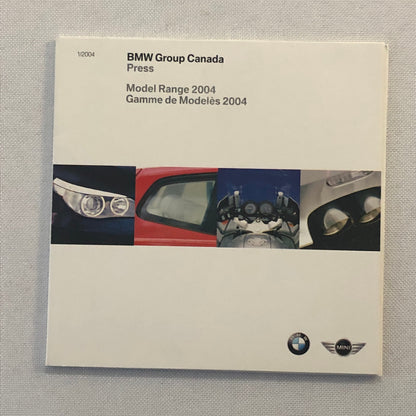 1/2004
BMW Group Canada
Press
Model Range 2004
Gamme de Modelès 2004
MINI